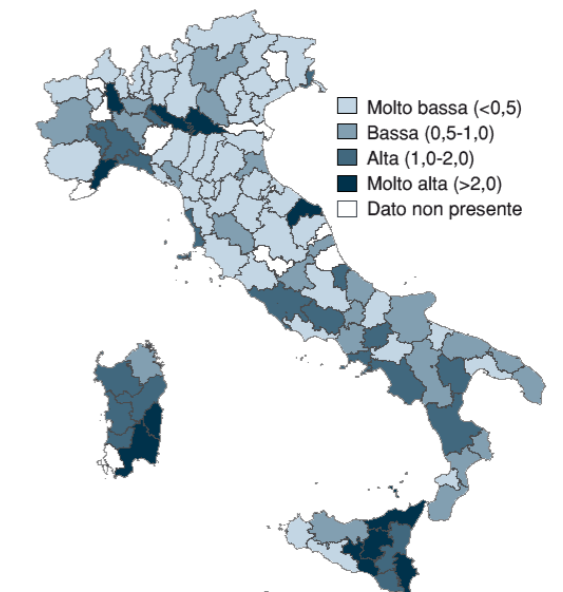 Molto bassa (<0,5)
Bassa (0,5-1,0)
Alta (1,0-2,0)
Molto alta (>2,0)
Dato non presente